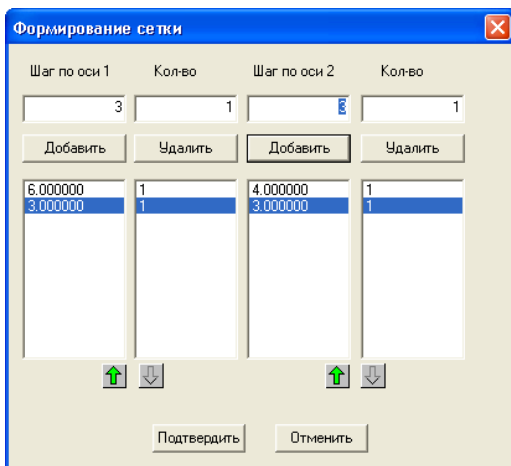 Формирование сетки
Шаг по оси 1 Кол-во Шаг по оси 2 Кол-во
3 1 3 1
Добавить Удалить Добавить Удалить
6.000000 1 4.000000 1
3.000000 1 3.000000 1
Подтвердить Отменить